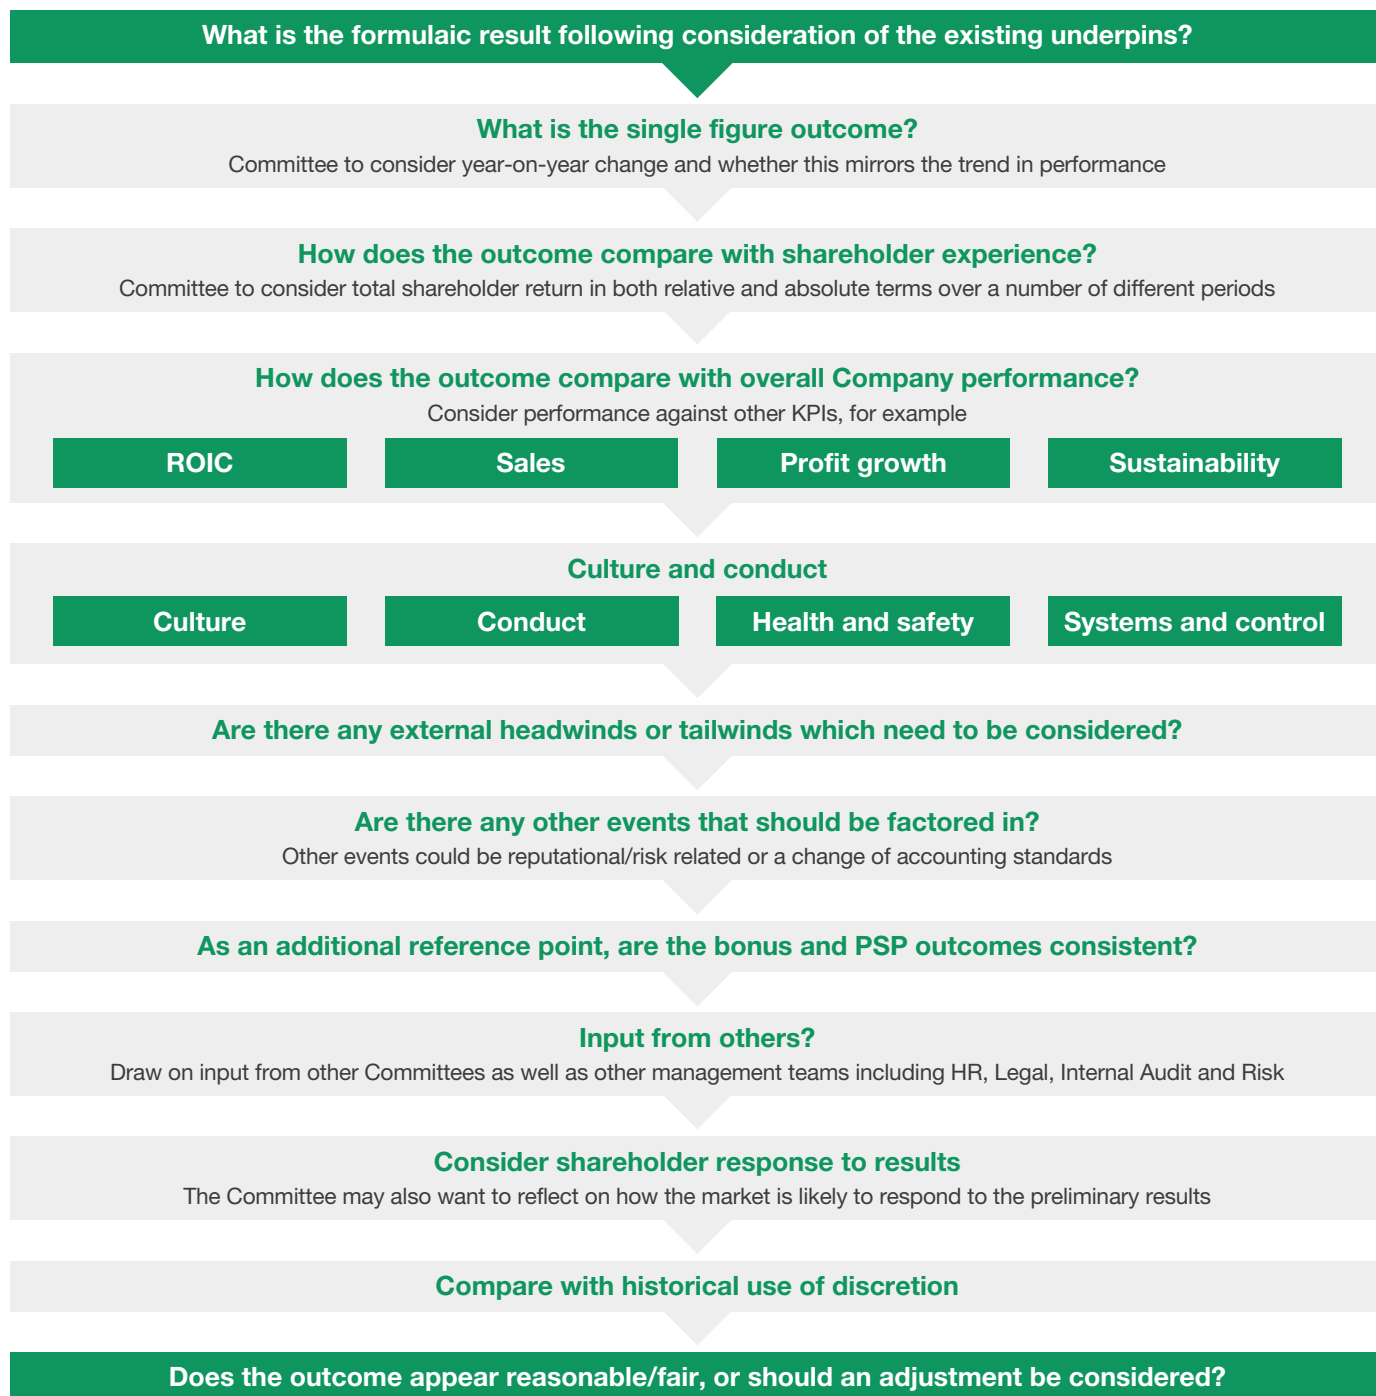 What is the formulaic result following consideration of the existing underpins?
What is the single figure outcome?
Committee to consider year-on-year change and whether this mirrors the trend in performance
How does the outcome compare with shareholder experience?
Committee to consider total shareholder return in both relative and absolute terms over a number of different periods
How does the outcome compare with overall Company performance?
Consider performance against other KPIs, for example
ROIC
Sales
Profit growth
Sustainability
Culture and conduct
Culture
Conduct
Health and safety
Systems and control
Are there any external headwinds or tailwinds which need to be considered?
Are there any other events that should be factored in?
Other events could be reputational/risk related or a change of accounting standards
As an additional reference point, are the bonus and PSP outcomes consistent?
Input from others?
Draw on input from other Committees as well as other management teams including HR, Legal, Internal Audit and Risk
Consider shareholder response to results
The Committee may also want to reflect on how the market is likely to respond to the preliminary results
Compare with historical use of discretion
Does the outcome appear reasonable/fair, or should an adjustment be considered?